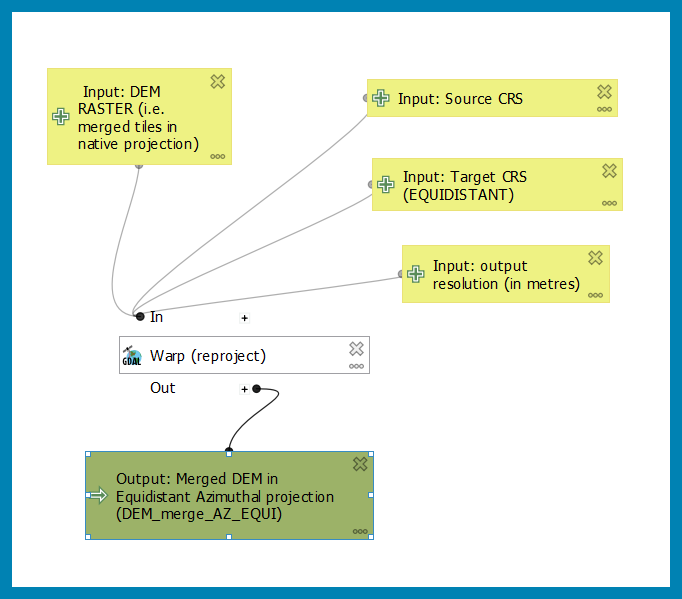 Input: DEM
RASTER (i.e.
merged tiles in
native projection)
Input: Source CRS
Input: Target CRS
(EQUIDISTANT)
Input: output
resolution (in metres)
In
GDAL
Warp (reproject)
Out
Output: Merged DEM in
Equidistant Azimuthal projection
(DEM_merge_AZ_EQUI)